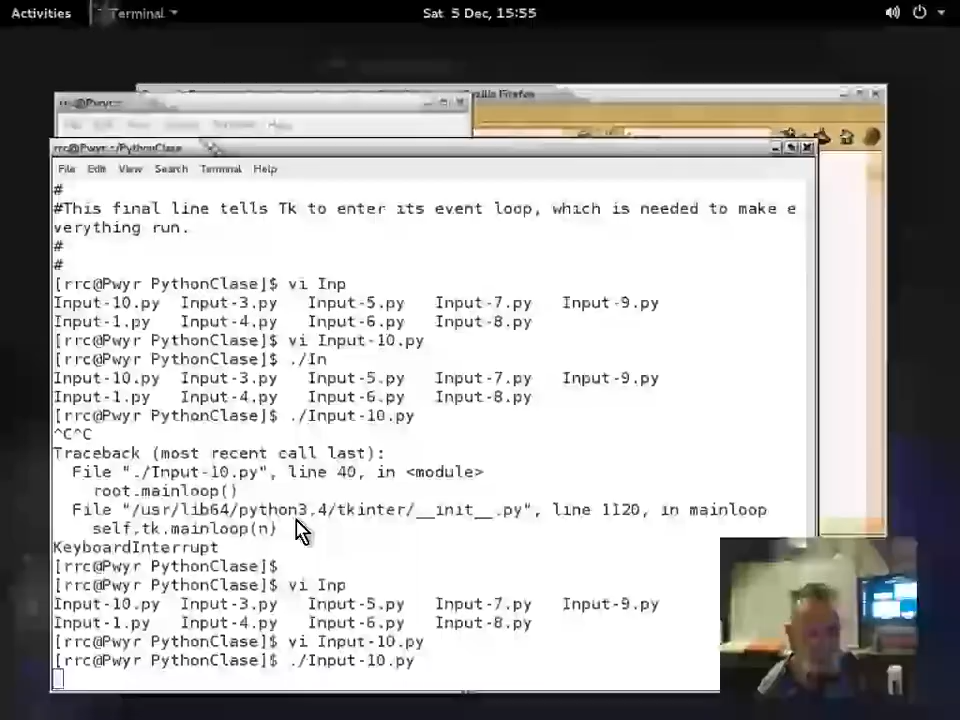 Activities
Terminal
Sat 5 Dec, 15:55
Firefox
rrc@Pwyr:
rrc@Pwyr:~/PythonClase
File Edit View Search Terminal Help
#
#This final line tells Tk to enter its event loop, which is needed to make e
verything run.
#
#
[rrc@Pwyr PythonClase]$ vi Inp
Input-10.py Input-3.py Input-5.py Input-7.py Input-9.py
Input-1.py Input-4.py Input-6.py Input-8.py
[rrc@Pwyr PythonClase]$ vi Input-10.py
[rrc@Pwyr PythonClase]$ ./In
Input-10.py Input-3.py Input-5.py Input-7.py Input-9.py
Input-1.py Input-4.py Input-6.py Input-8.py
[rrc@Pwyr PythonClase]$ ./Input-10.py
^C^C
Traceback (most recent call last):
File "./Input-10.py", line 40, in <module>
root.mainloop()
File "/usr/lib64/python3.4/tkinter/__init__.py", line 1120, in mainloop
self.tk.mainloop(n)
KeyboardInterrupt
[rrc@Pwyr PythonClase]$
[rrc@Pwyr PythonClase]$ vi Inp
Input-10.py Input-3.py Input-5.py Input-7.py Input-9.py
Input-1.py Input-4.py Input-6.py Input-8.py
[rrc@Pwyr PythonClase]$ vi Input-10.py
[rrc@Pwyr PythonClase]$ ./Input-10.py